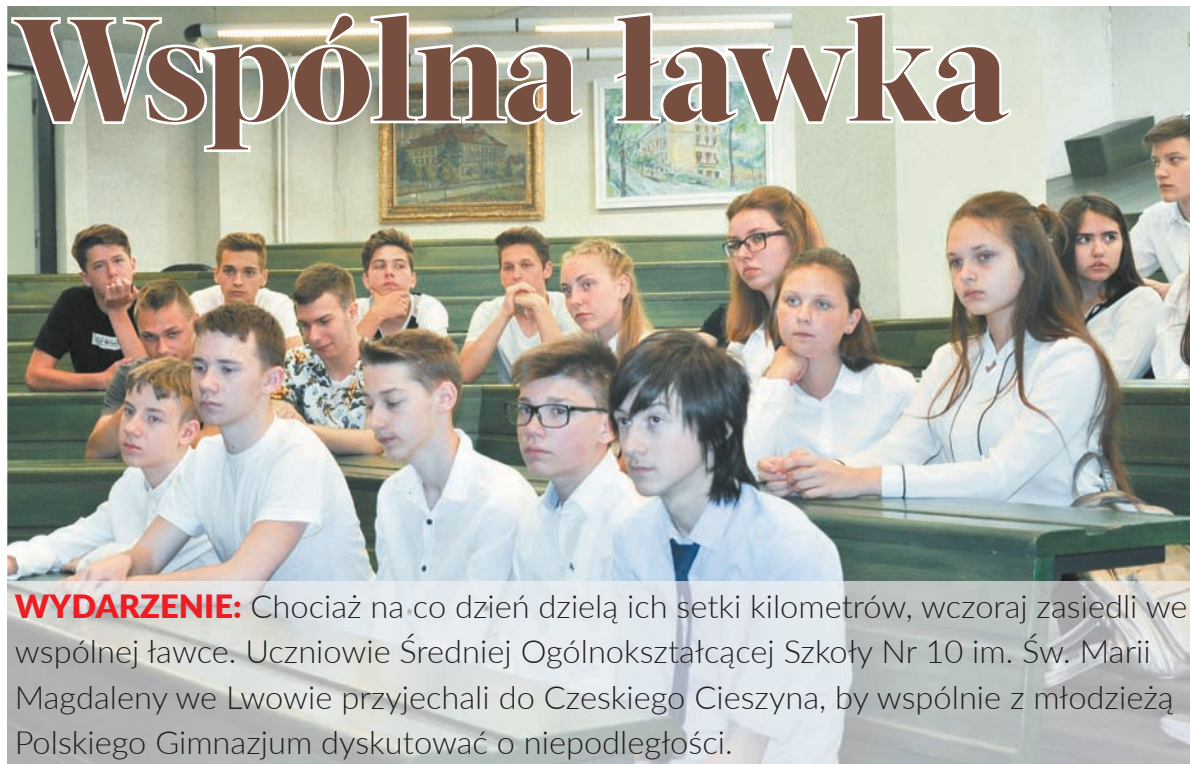 Wspólna ławka
WYDARZENIE: Chociaż na co dzień dzielą ich setki kilometrów, wczoraj zasiedli we
wspólnej ławce. Uczniowie Średniej Ogólnokształcącej Szkoły Nr 10 im. Św. Marii
Magdaleny we Lwowie przyjechali do Czeskiego Cieszyna, by wspólnie z młodzieżą
Polskiego Gimnazjum dyskutować o niepodległości.